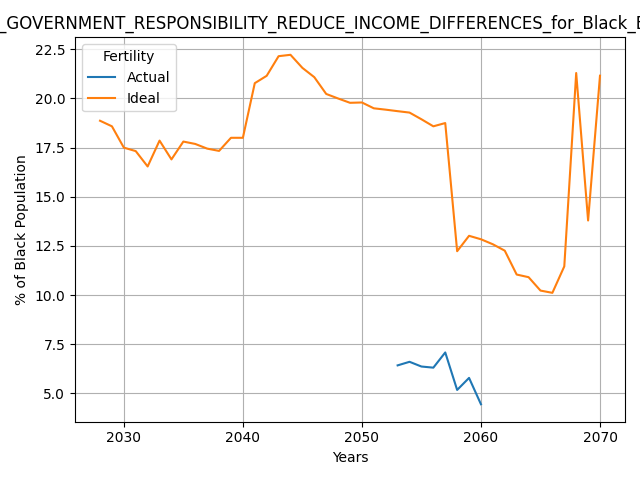 _GOVERNMENT_RESPONSIBILITY_REDUCE_INCOME_DIFFERENCES_for_Black_
Fertility
Actual
Ideal
22.5
20.0
17.5
15.0
12.5
10.0
7.5
5.0
% of Black Population
2030
2040
2050
2060
2070
Years